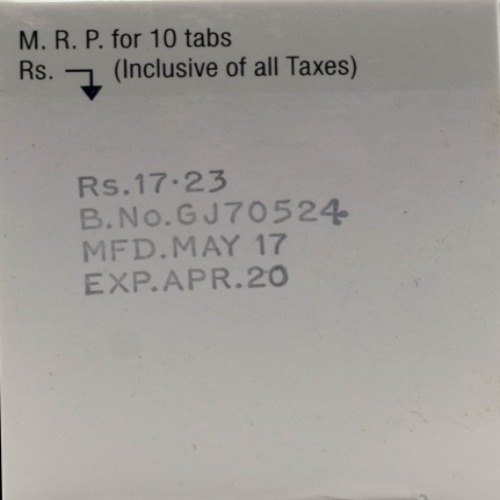 M. R. P. for 10 tabs
Rs. (Inclusive of all Taxes)
Rs.17·23
B.No.GJ70524
MFD.MAY 17
EXP.APR.20